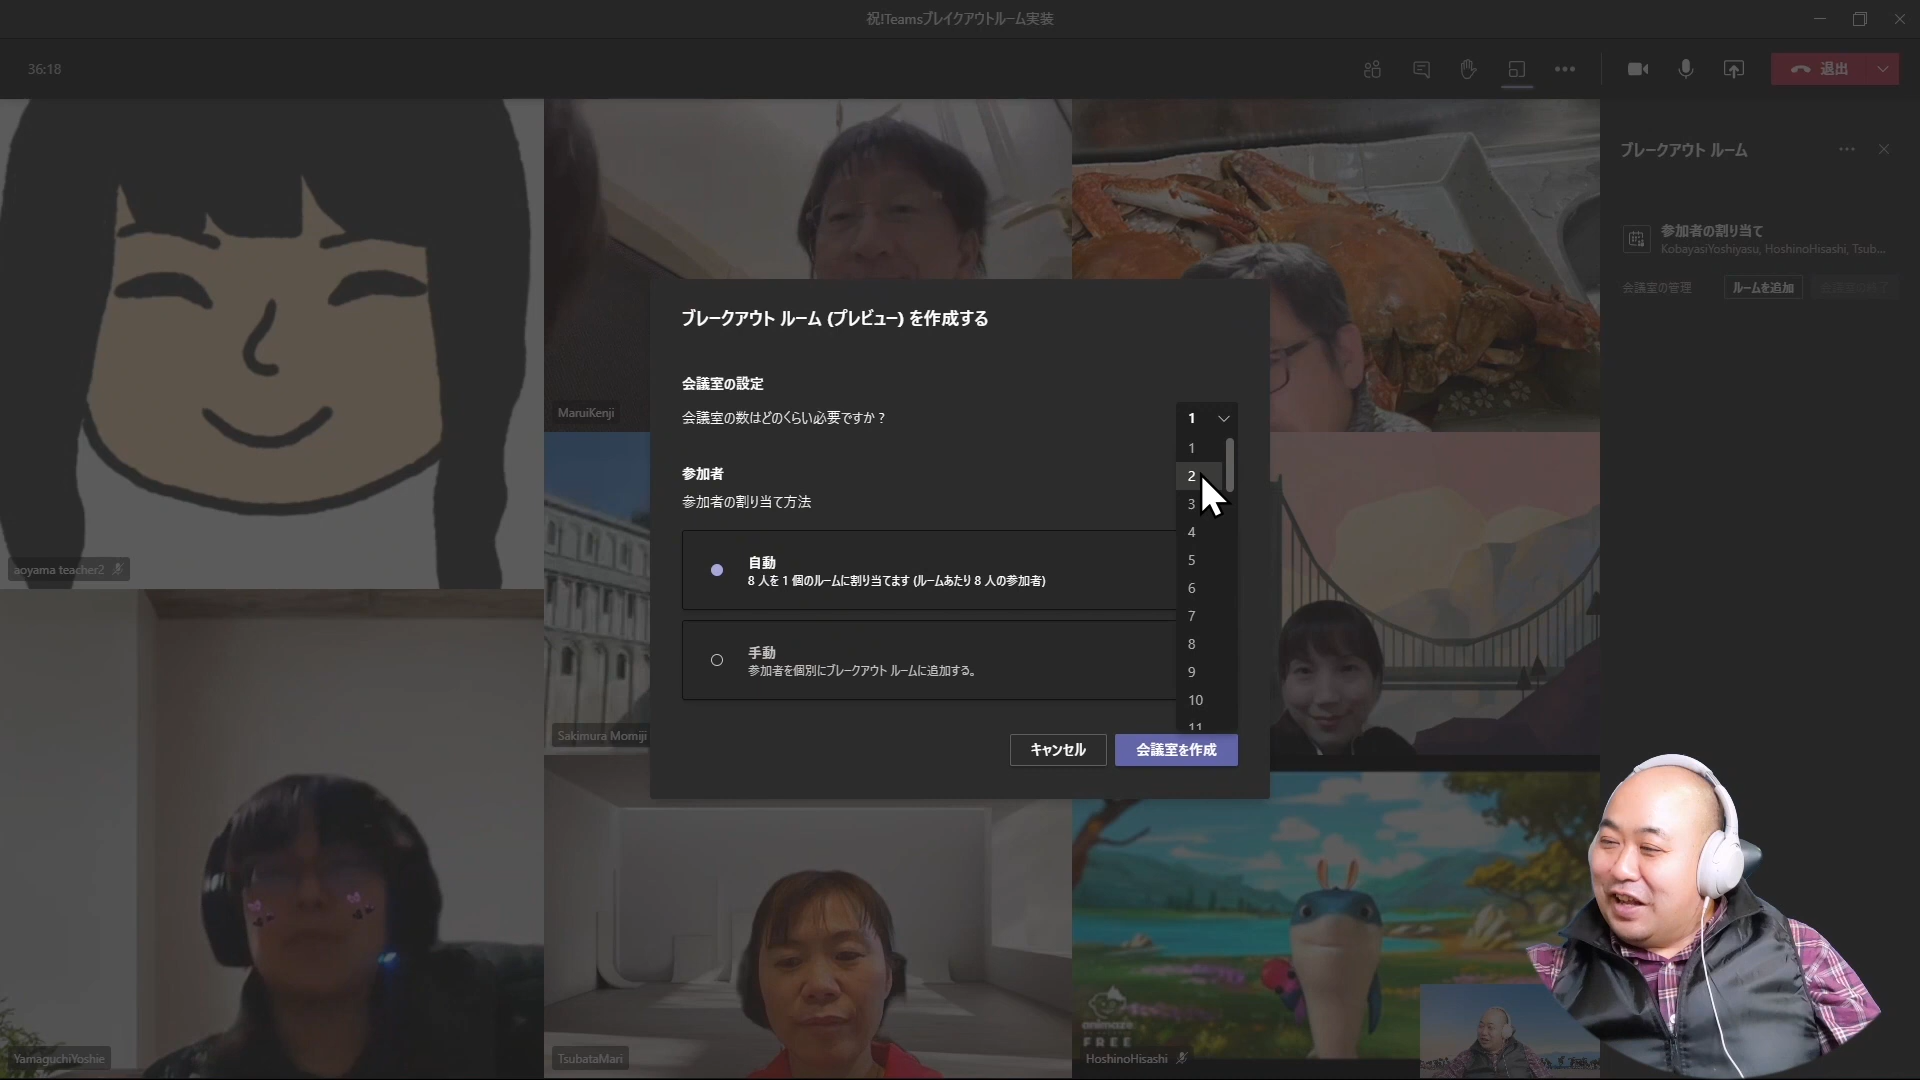 祝!Teamsブレイクアウトルーム実装
36:18
退出
ブレークアウト ルーム
参加者の割り当て
KobayasiYoshiyasu, HoshinoHisashi, Tsub...
会議室の管理
ルームを追加
会議室の終了
ブレークアウト ルーム (プレビュー) を作成する
会議室の設定
会議室の数はどのくらい必要ですか？
1
1
2
3
4
5
6
7
8
9
10
11
参加者
参加者の割り当て方法
自動
8 人を 1 個のルームに割り当てます (ルームあたり 8 人の参加者)
手動
参加者を個別にブレークアウト ルームに追加する。
キャンセル
会議室を作成
MaruiKenji
aoyama teacher2
Sakimura Momiji
YamaguchiYoshie
TsubataMari
animaze
FREE
HoshinoHisashi